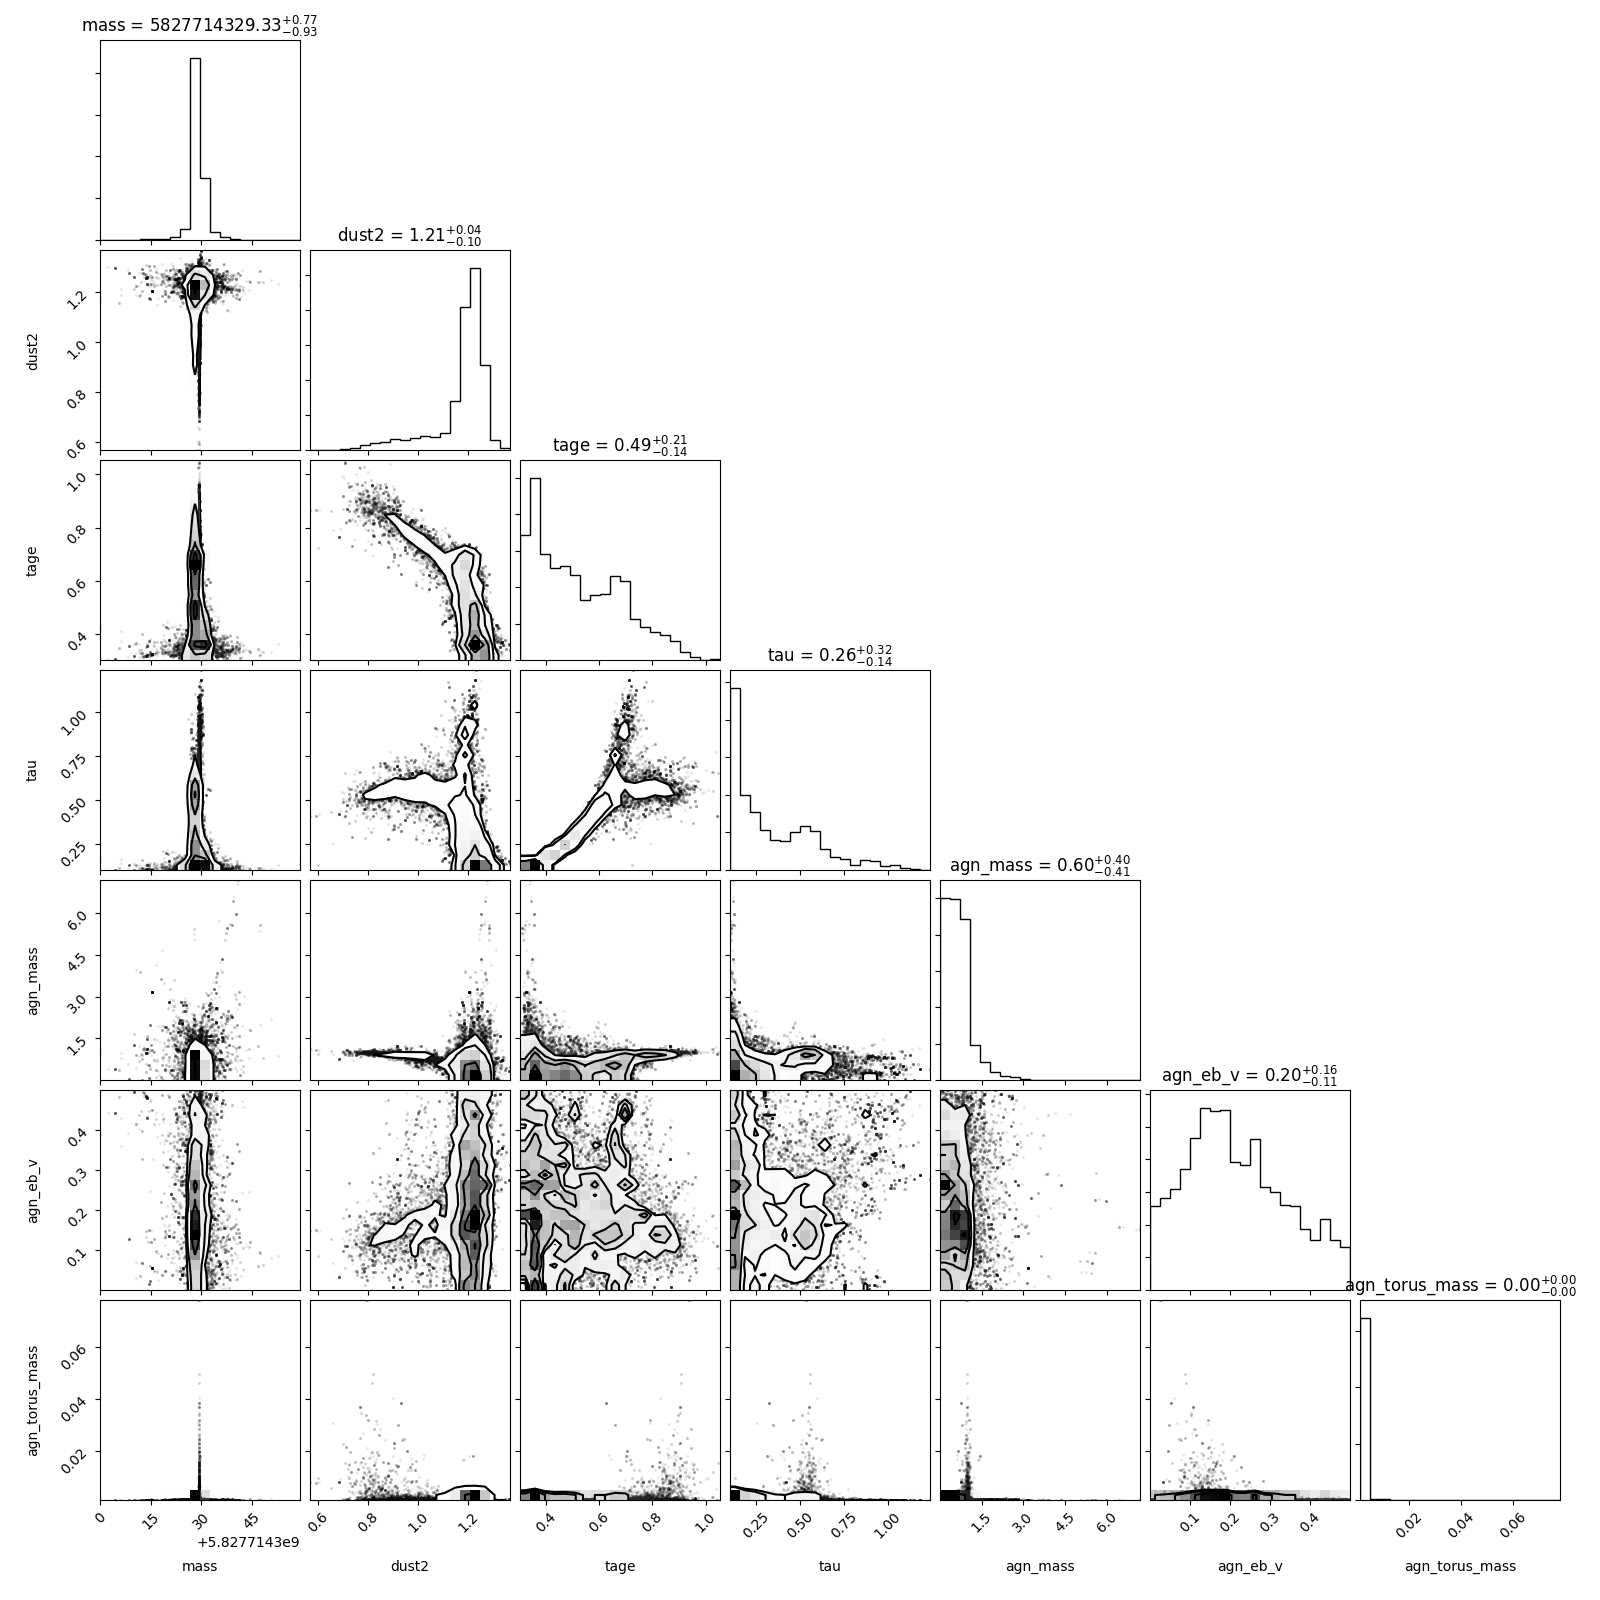 mass = 5827714329.33+0.77 −0.93
dust2 = 1.21+0.04 −0.10
1.2
1.0
0.8
0.6
dust2
tage = 0.49+0.21 −0.14
1.0
0.8
0.6
0.4
tage
tau = 0.26+0.32 −0.14
1.00
0.75
0.50
0.25
tau
agn_mass = 0.60+0.40 −0.41
6.0
4.5
3.0
1.5
agn_mass
agn_eb_v = 0.20+0.16 −0.11
0.4
0.3
0.2
0.1
agn_eb_v
agn_torus_mass = 0.00+0.00 −0.00
0.06
0.04
0.02
agn_torus_mass
0 15 30 45 0.6 0.8 1.0 1.2 0.4 0.6 0.8 1.0 0.25 0.50 0.75 1.00 1.5 3.0 4.5 6.0 0.1 0.2 0.3 0.4 0.02 0.04 0.06
+5.8277143e9
mass dust2 tage tau agn_mass agn_eb_v agn_torus_mass